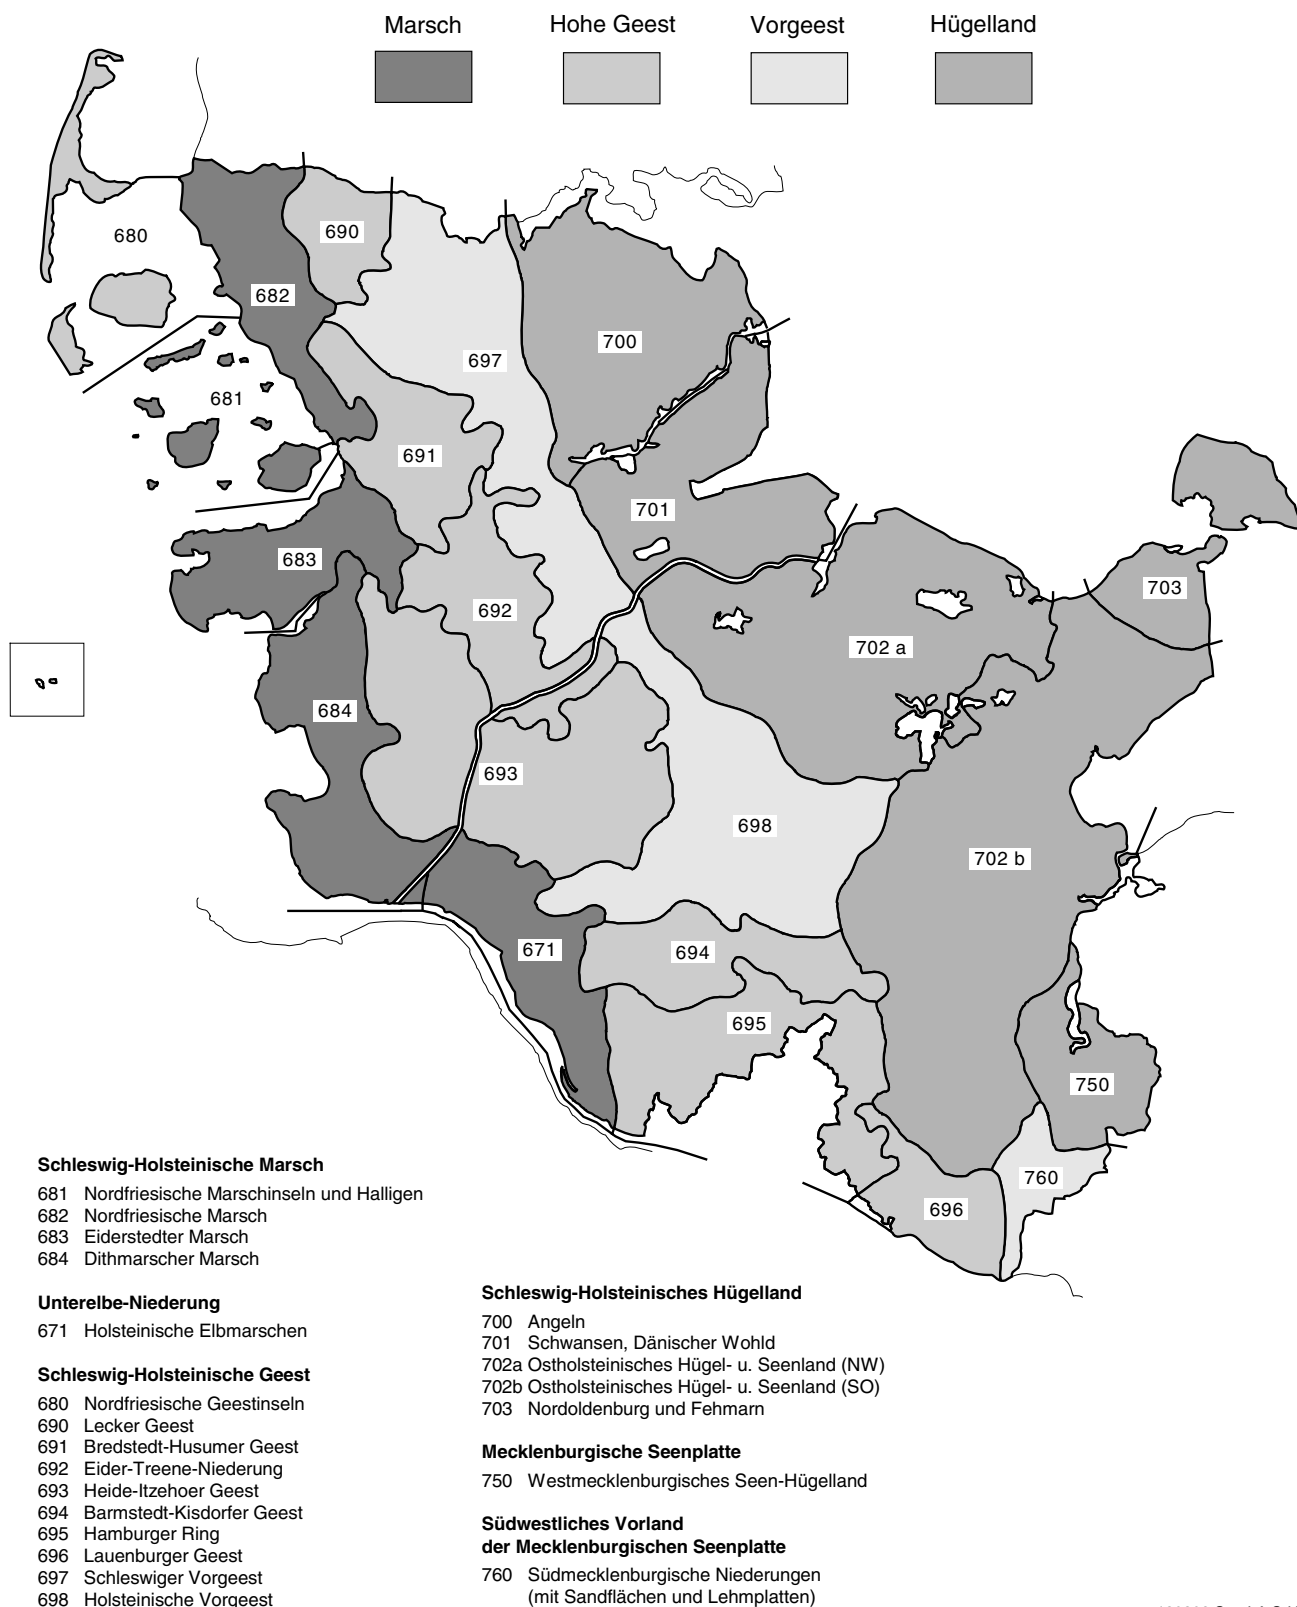 Marsch
Hohe Geest
Vorgeest
Hügelland
680
690
682
697
700
681
691
701
683
692
703
702 a
684
693
698
702 b
671
694
695
750
760
696
Schleswig-Holsteinische Marsch
681 Nordfriesische Marschinseln und Halligen
682 Nordfriesische Marsch
683 Eiderstedter Marsch
684 Dithmarscher Marsch
Unterelbe-Niederung
671 Holsteinische Elbmarschen
Schleswig-Holsteinische Geest
680 Nordfriesische Geestinseln
690 Lecker Geest
691 Bredstedt-Husumer Geest
692 Eider-Treene-Niederung
693 Heide-Itzehoer Geest
694 Barmstedt-Kisdorfer Geest
695 Hamburger Ring
696 Lauenburger Geest
697 Schleswiger Vorgeest
698 Holsteinische Vorgeest
Schleswig-Holsteinisches Hügelland
700 Angeln
701 Schwansen, Dänischer Wohld
702a Ostholsteinisches Hügel- u. Seenland (NW)
702b Ostholsteinisches Hügel- u. Seenland (SO)
703 Nordoldenburg und Fehmarn
Mecklenburgische Seenplatte
750 Westmecklenburgisches Seen-Hügelland
Südwestliches Vorland
der Mecklenburgischen Seenplatte
760 Südmecklenburgische Niederungen
(mit Sandflächen und Lehmplatten)